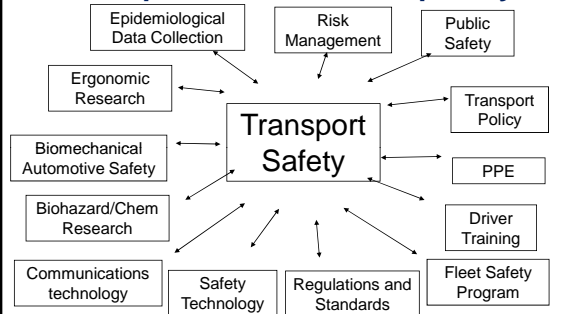 Epidemiological
Data Collection
Risk
Management
Public
Safety
Ergonomic
Research
Transport
Policy
Transport
Safety
Biomechanical
Automotive Safety
PPE
Biohazard/Chem
Research
Driver
Training
Communications
technology
Safety
Technology
Regulations and
Standards
Fleet Safety
Program